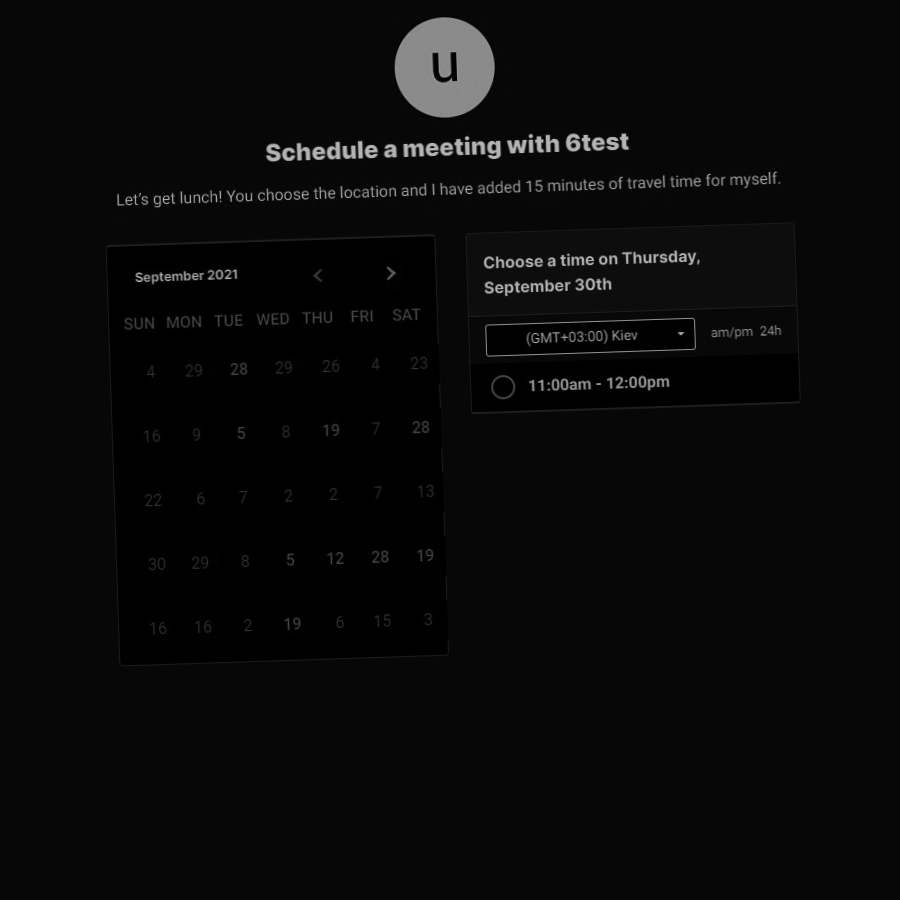 u
Schedule a meeting with 6test
Let's get lunch! You choose the location and I have added 15 minutes of travel time for myself.
September 2021
SUN MON TUE WED THU FRI SAT
4 29 28 29 26 4 23
16 9 5 8 19 7 28
22 6 7 2 2 7 13
30 29 8 5 12 28 19
16 16 2 19 6 15 3
Choose a time on Thursday,
September 30th
(GMT+03:00) Kiev am/pm 24h
11:00am - 12:00pm